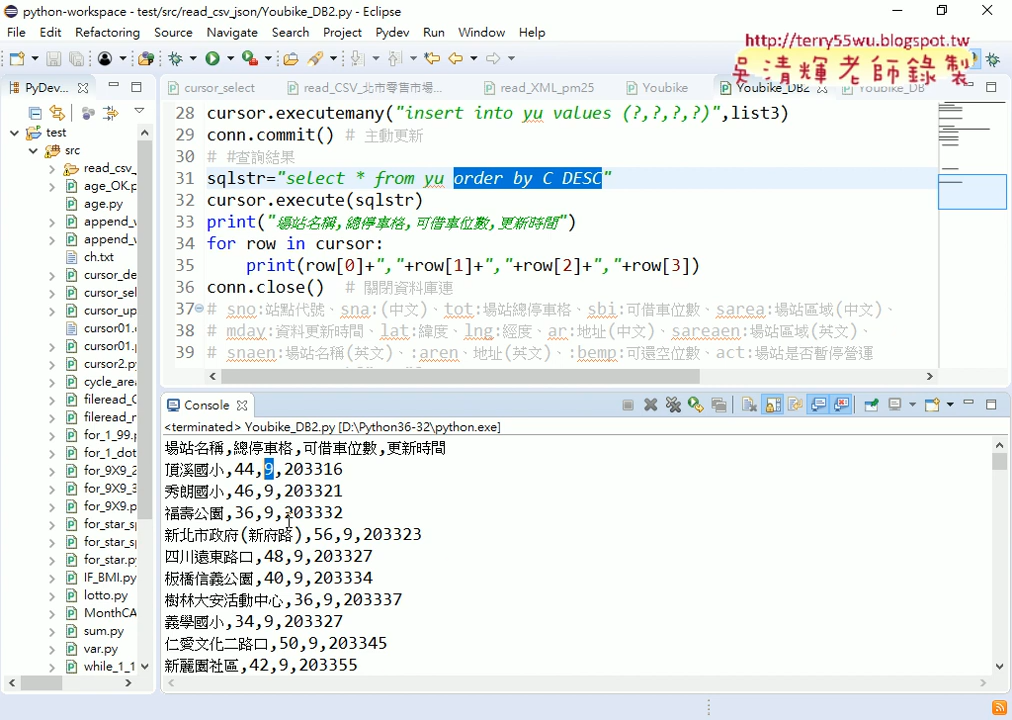 python-workspace - test/src/read_csv_json/Youbike_DB2.py - Eclipse
File Edit Refactoring Source Navigate Search Project Pydev Run Window Help
http://terry55wu.blogspot.tw
吳清輝老師錄製
PyDev...
cursor_select
read_CSV_北市零售市場...
read_XML_pm25
Youbike
Youbike_DB2
Youbike_DB
test
src
read_csv_
age_OK.p
age.py
append_v
append_v
ch.txt
cursor_de
cursor_sel
cursor_up
cursor01.
cursor01.p
cursor2.py
cycle_area
fileread_C
fileread_r
for_1_99.p
for_1_dot
for_9X9_2
for_9X9_3
for_9X9.p
for_star_sp
for_star_sp
for_star.py
IF_BMI.py
lotto.py
MonthCA
sum.py
var.py
while_1_1
28 cursor.executemany("insert into yu values (?,?,?,?)",list3)
29 conn.commit() # 主動更新
30 # #查詢結果
31 sqlstr="select * from yu order by C DESC"
32 cursor.execute(sqlstr)
33 print("場站名稱,總停車格,可借車位數,更新時間")
34 for row in cursor:
35     print(row[0]+","+row[1]+","+row[2]+","+row[3])
36 conn.close() # 關閉資料庫連
37 # sno:站點代號、sna:(中文)、tot:場站總停車格、sbi:可借車位數、sarea:場站區域(中文)、
38 # mday:資料更新時間、lat:緯度、lng:經度、ar:地址(中文)、sareaen:場站區域(英文)、
39 # snaen:場站名稱(英文)、:aren、地址(英文)、:bemp:可還空位數、act:場站是否暫停營運
Console
<terminated> Youbike_DB2.py [D:\Python36-32\python.exe]
場站名稱,總停車格,可借車位數,更新時間
頂溪國小,44,9,203316
秀朗國小,46,9,203321
福壽公園,36,9,203332
新北市政府(新府路),56,9,203323
四川遠東路口,48,9,203327
板橋信義公園,40,9,203334
樹林大安活動中心,36,9,203337
義學國小,34,9,203327
仁愛文化二路口,50,9,203345
新麗園社區,42,9,203355